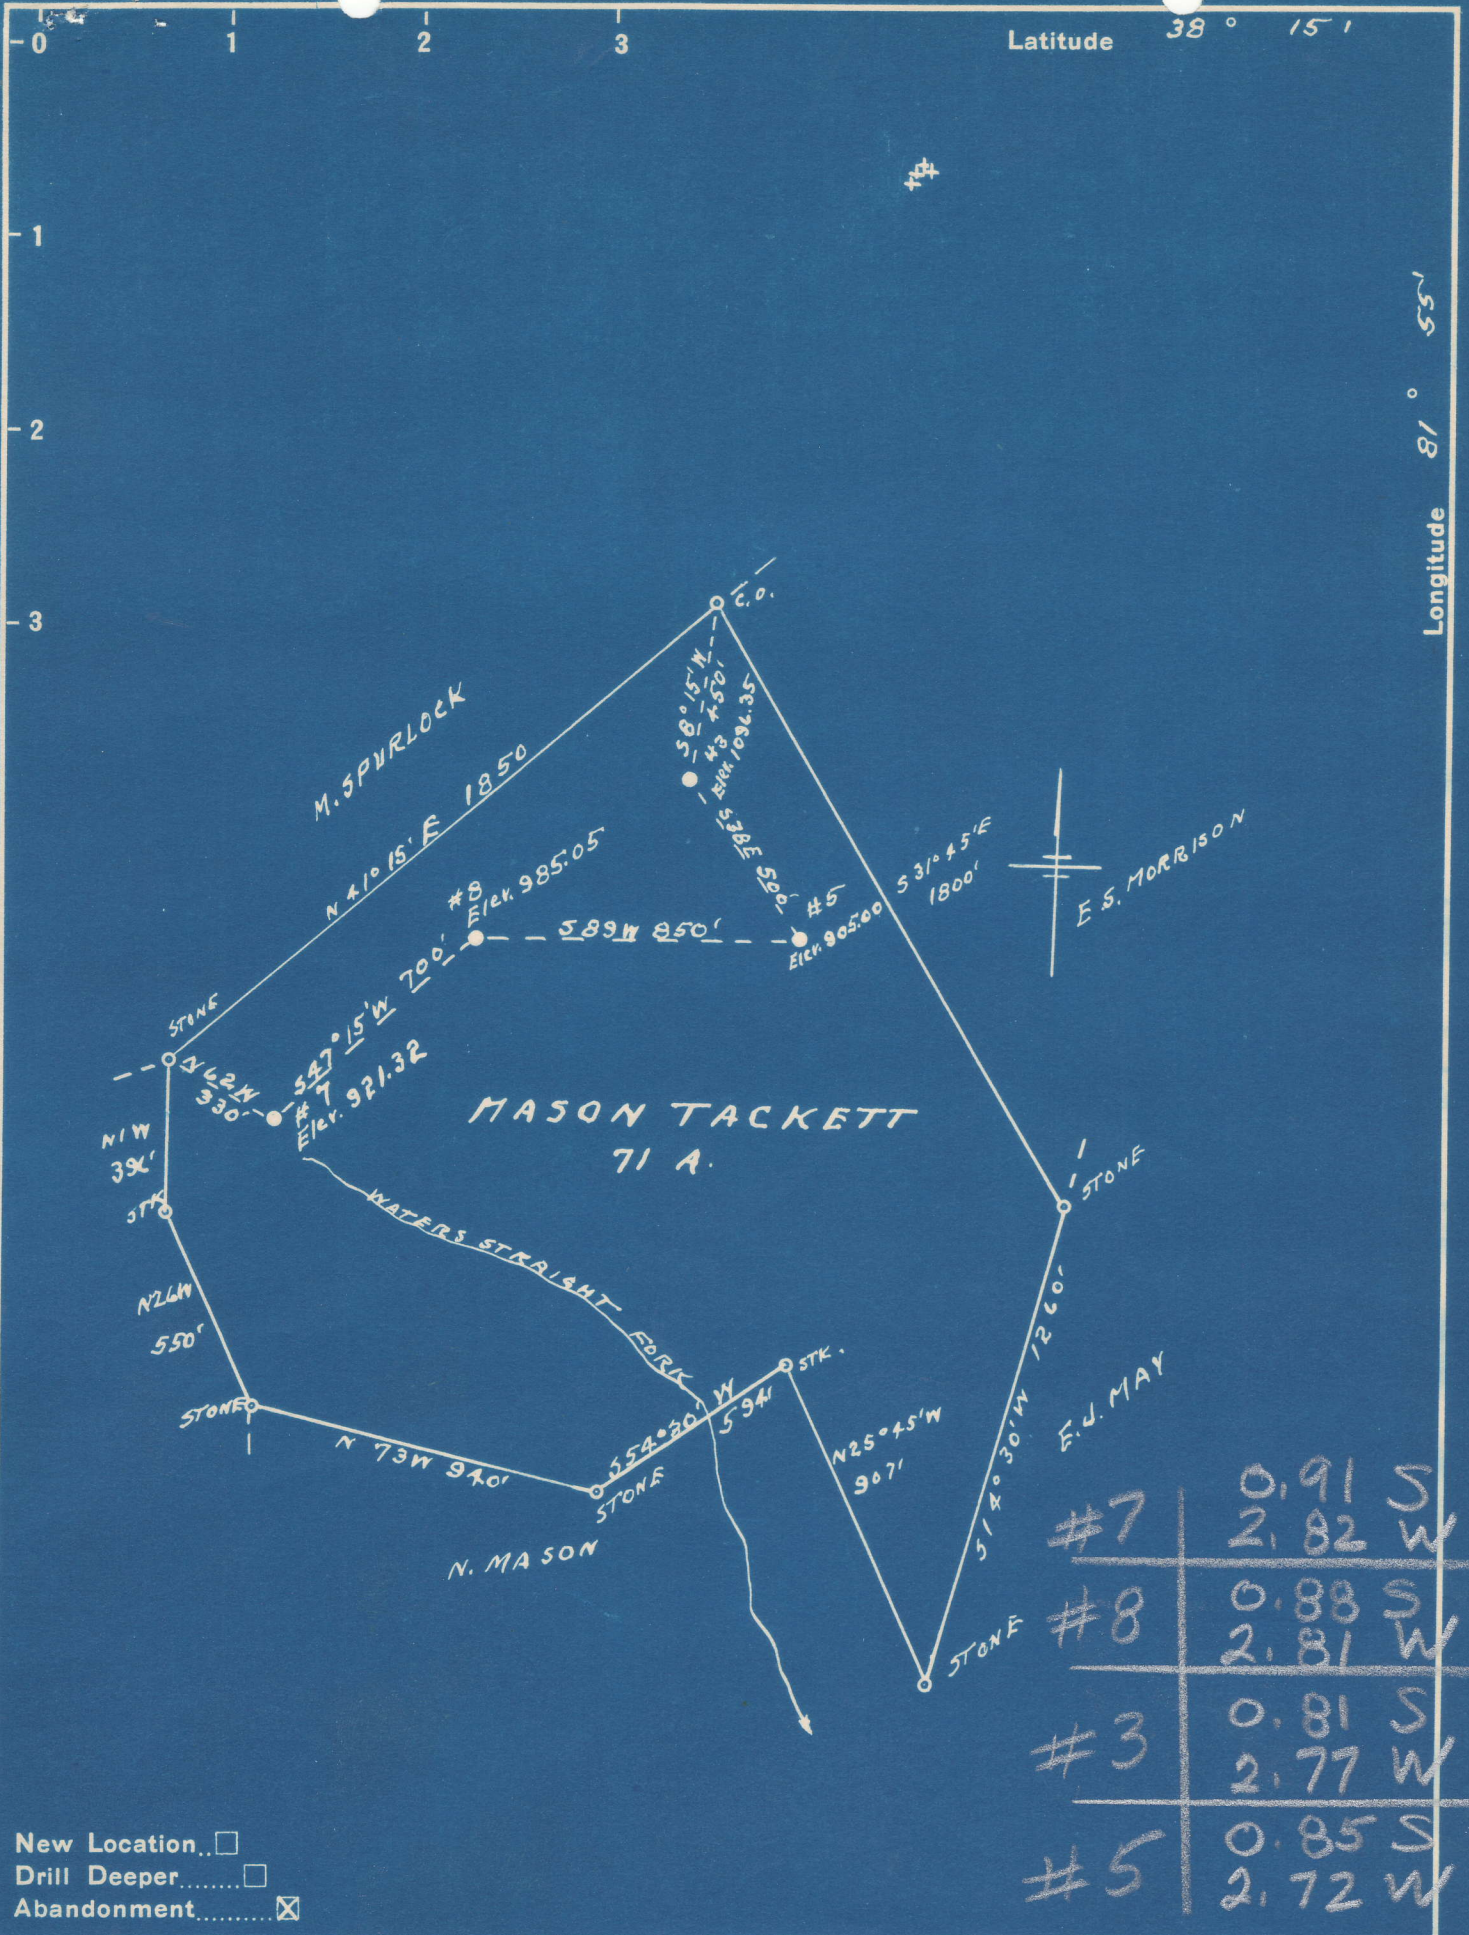 0 1 2 3 Latitude 38° 15'
1
2
3
Longitude 81° 55'
C.O.
S8°15'W
450'
#3
Elev. 1096.35
M. SPURLOCK
N 41° 15' E 1850
S38E 500'
#5
Elev. 905.00
S 31° 45' E
1800'
E.S. MORRISON
#8
Elev. 985.05
S89W 850'
S47°15'W 700'
STONE
N62W
330'
#7
Elev. 921.32
MASON TACKETT
71 A.
N1W
396'
STK
STONE
WATERS STRAIGHT FORK
N26W
550'
STK.
STONE
N 73W 940'
S54°30'W
594'
STONE
N25°45'W
907'
S14°30'W 1260'
E.J. MAY
N. MASON
STONE
#7 0.91 S
2.82 W
#8 0.88 S
2.81 W
#3 0.81 S
2.77 W
#5 0.85 S
2.72 W
New Location..☐
Drill Deeper........☐
Abandonment..........☒